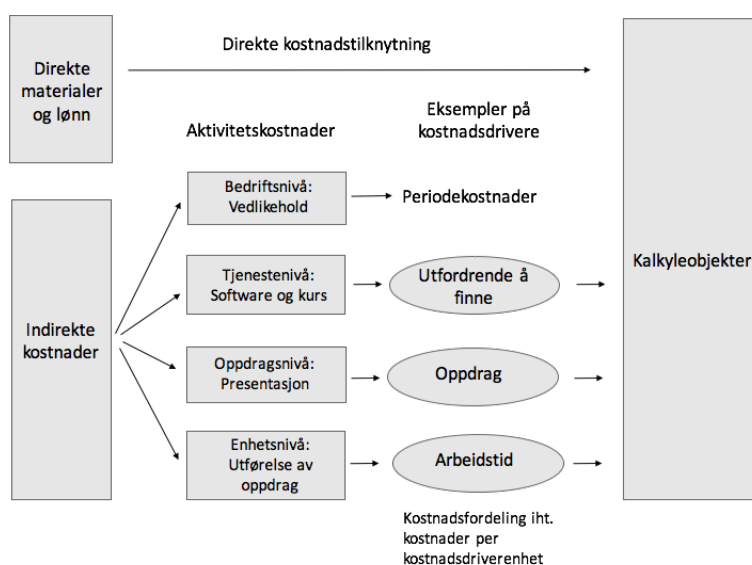 Direkte kostnadstilknytning
Direkte
materialer
og lønn
Aktivitetskostnader
Eksempler på
kostnadsdrivere
Bedriftsnivå:
Vedlikehold
Periodekostnader
Tjenestenivå:
Software og kurs
Utfordrende å
finne
Kalkyleobjekter
Indirekte
kostnader
Oppdragsnivå:
Presentasjon
Oppdrag
Enhetsnivå:
Utførelse av
oppdrag
Arbeidstid
Kostnadsfordeling iht.
kostnader per
kostnadsdriverenhet